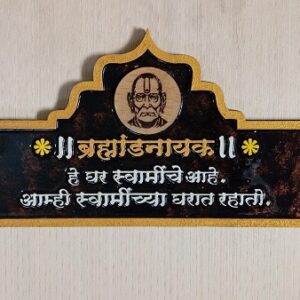 ॥ ब्रह्मांडनायक ॥
हे घर स्वामींचे आहे.
आम्ही स्वामींच्या घरात रहातो.